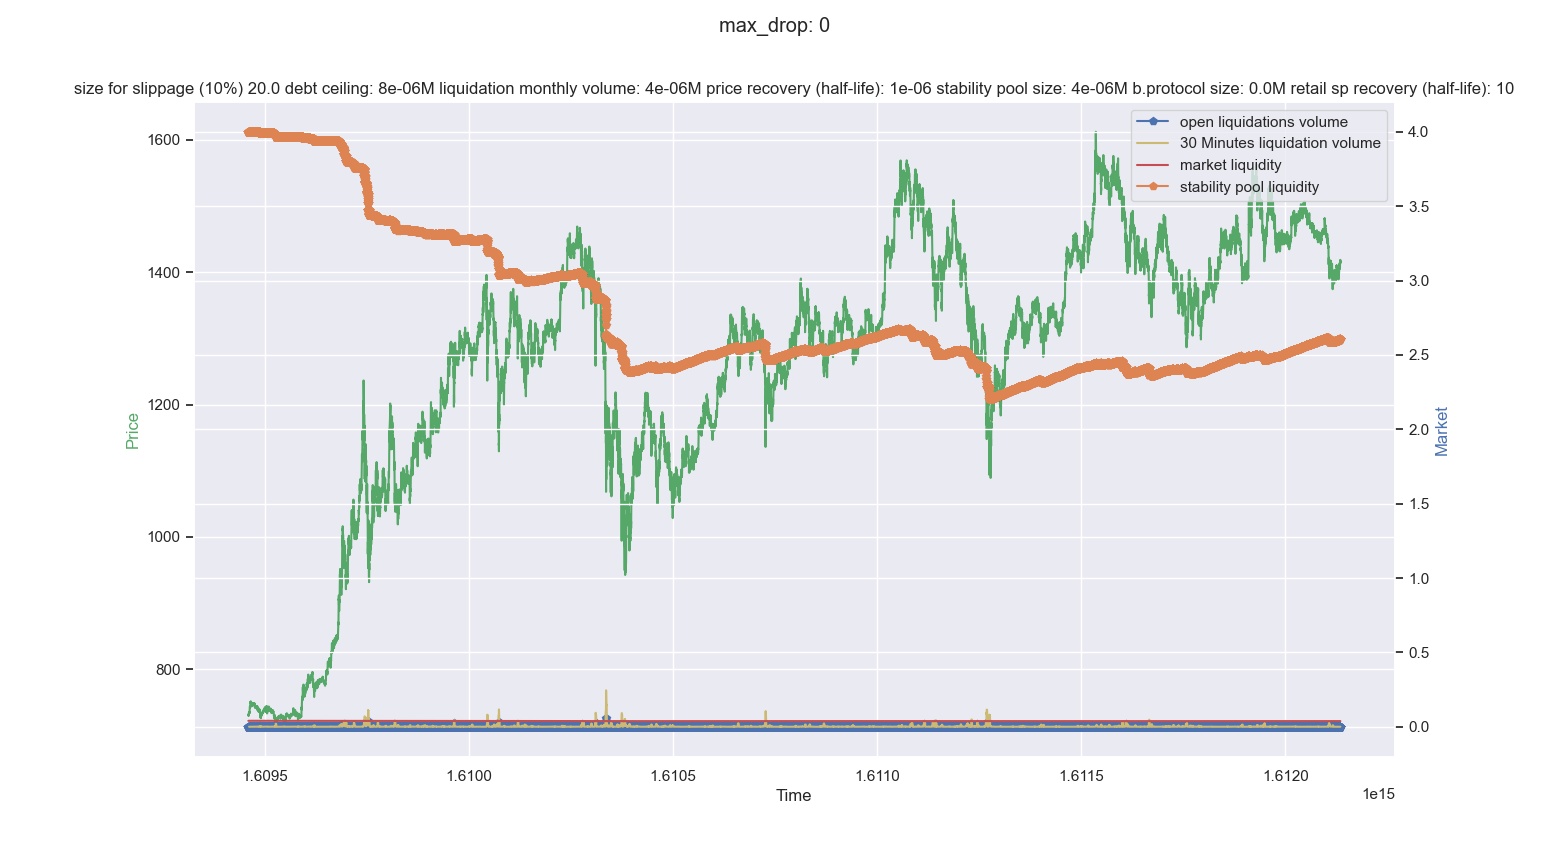 max_drop: 0
size for slippage (10%) 20.0 debt ceiling: 8e-06M liquidation monthly volume: 4e-06M price recovery (half-life): 1e-06 stability pool size: 4e-06M b.protocol size: 0.0M retail sp recovery (half-life): 10
open liquidations volume
30 Minutes liquidation volume
market liquidity
stability pool liquidity
1600
1400
1200
1000
800
Price
4.0
3.5
3.0
2.5
2.0
1.5
1.0
0.5
0.0
Market
1.6095 1.6100 1.6105 1.6110 1.6115 1.6120
Time
1e15